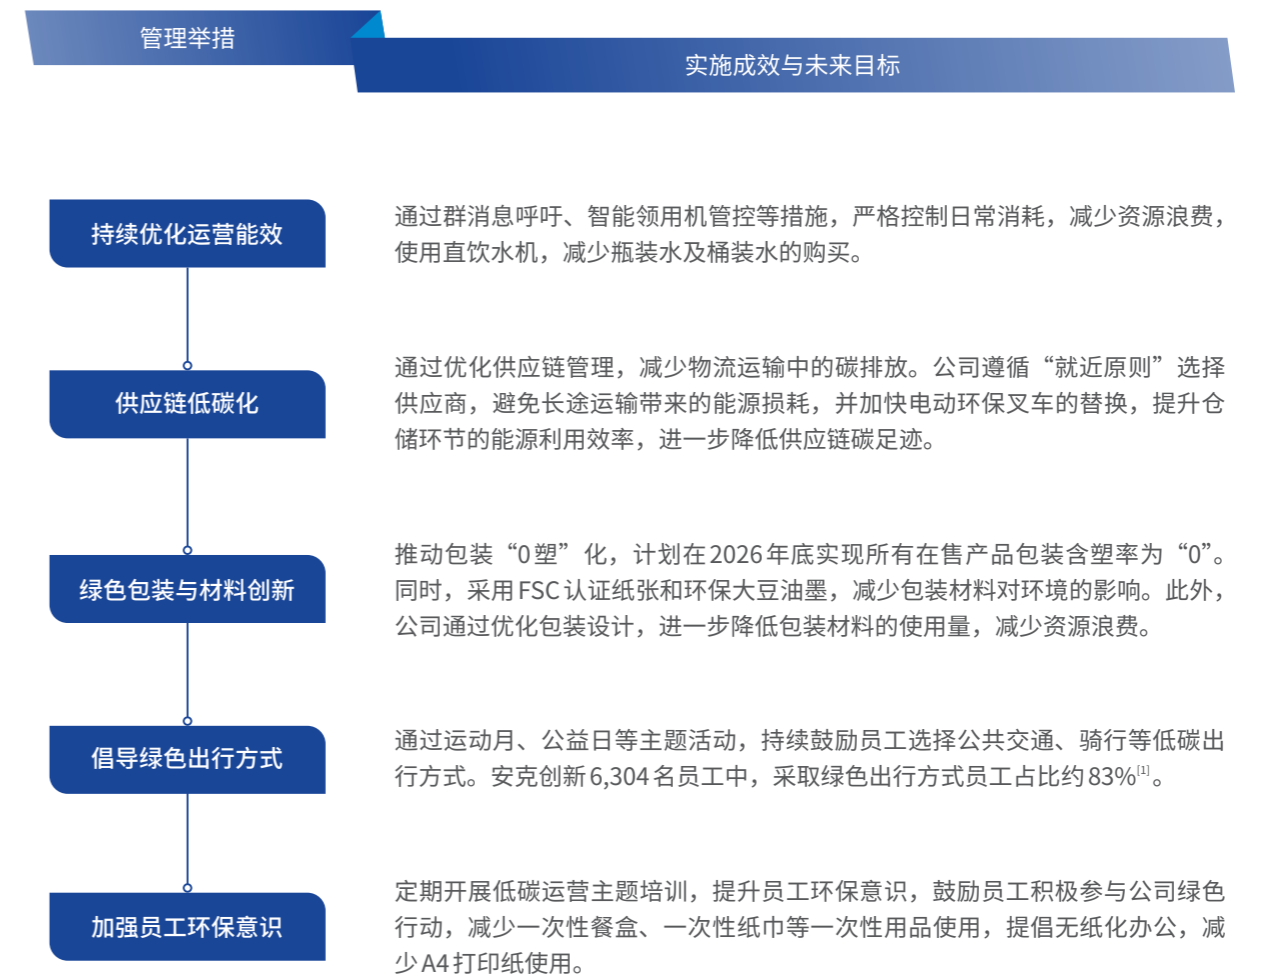 管理举措
实施成效与未来目标
持续优化运营能效
通过群消息呼吁、智能领用机管控等措施，严格控制日常消耗，减少资源浪费，
使用直饮水机，减少瓶装水及桶装水的购买。
供应链低碳化
通过优化供应链管理，减少物流运输中的碳排放。公司遵循“就近原则”选择
供应商，避免长途运输带来的能源损耗，并加快电动环保叉车的替换，提升仓
储环节的能源利用效率，进一步降低供应链碳足迹。
绿色包装与材料创新
推动包装“0塑”化，计划在2026年底实现所有在售产品包装含塑率为“0”。
同时，采用FSC认证纸张和环保大豆油墨，减少包装材料对环境的影响。此外，
公司通过优化包装设计，进一步降低包装材料的使用量，减少资源浪费。
倡导绿色出行方式
通过运动月、公益日等主题活动，持续鼓励员工选择公共交通、骑行等低碳出
行方式。安克创新6,304名员工中，采取绿色出行方式员工占比约83%[1]。
加强员工环保意识
定期开展低碳运营主题培训，提升员工环保意识，鼓励员工积极参与公司绿色
行动，减少一次性餐盒、一次性纸巾等一次性用品使用，提倡无纸化办公，减
少A4打印纸使用。